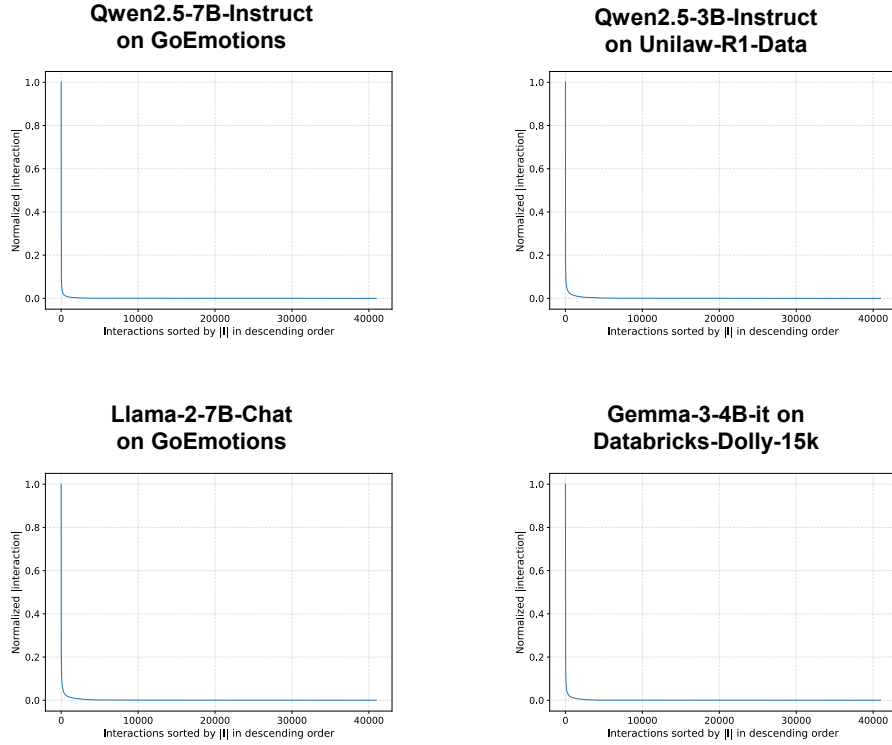 Qwen2.5-7B-Instruct
on GoEmotions
1.0
0.8
0.6
0.4
0.2
0.0
Normalized |interaction|
0
10000
20000
30000
40000
Interactions sorted by |I| in descending order
Qwen2.5-3B-Instruct
on Unilaw-R1-Data
1.0
0.8
0.6
0.4
0.2
0.0
Normalized |interaction|
0
10000
20000
30000
40000
Interactions sorted by |I| in descending order
Llama-2-7B-Chat
on GoEmotions
1.0
0.8
0.6
0.4
0.2
0.0
Normalized |interaction|
0
10000
20000
30000
40000
Interactions sorted by |I| in descending order
Gemma-3-4B-it on
Databricks-Dolly-15k
1.0
0.8
0.6
0.4
0.2
0.0
Normalized |interaction|
0
10000
20000
30000
40000
Interactions sorted by |I| in descending order